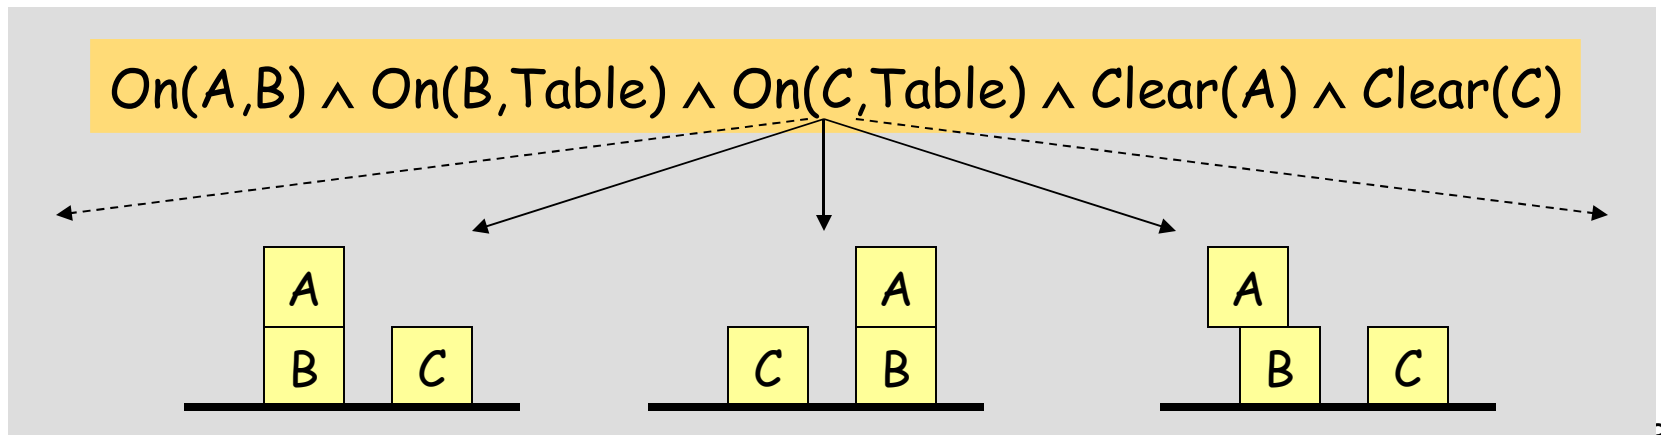 On(A,B) ∧ On(B,Table) ∧ On(C,Table) ∧ Clear(A) ∧ Clear(C)
A A A
B C C B B C